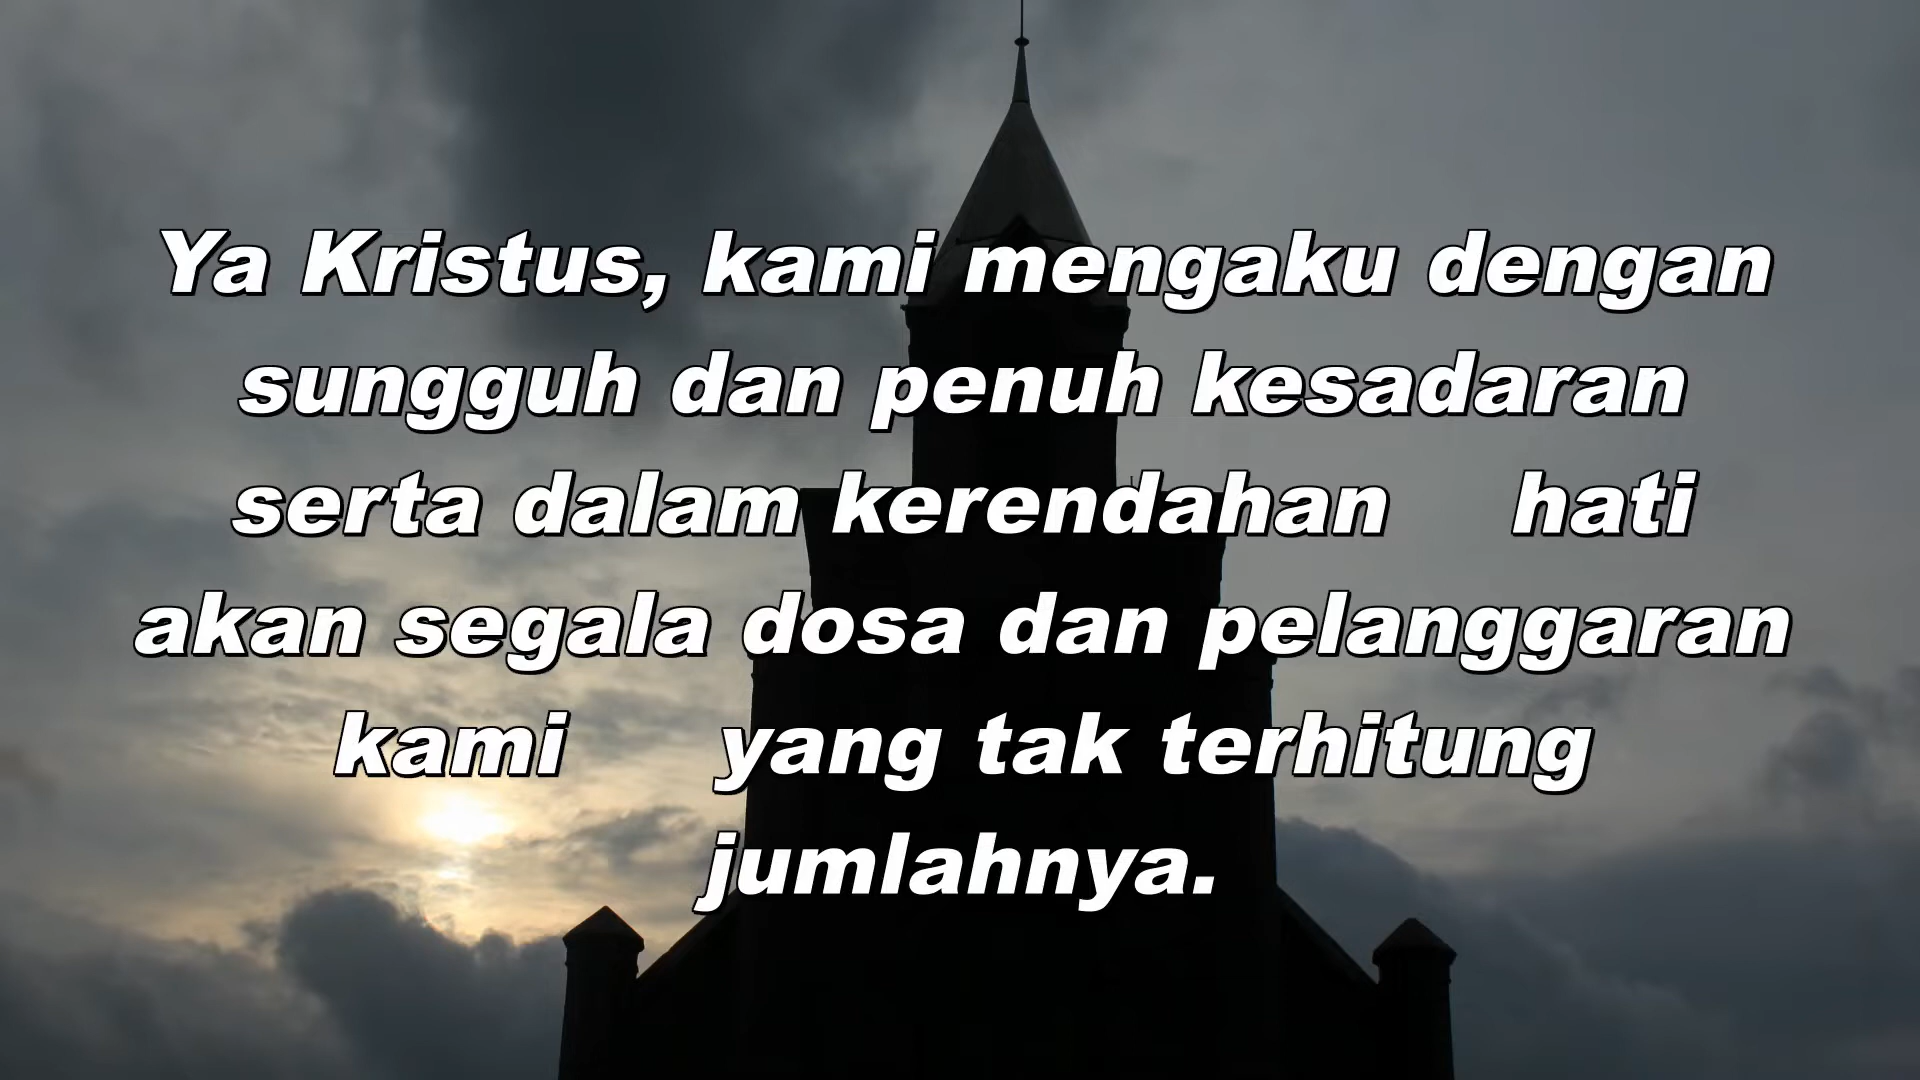 Ya Kristus, kami mengaku dengan
sungguh dan penuh kesadaran
serta dalam kerendahan hati
akan segala dosa dan pelanggaran
kami yang tak terhitung
jumlahnya.